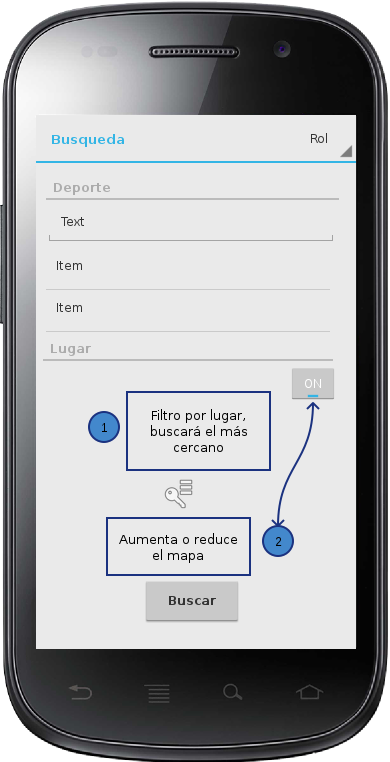 Busqueda
Rol
Deporte
Text
Item
Item
Lugar
ON
1
Filtro por lugar,
buscará el más
cercano
Aumenta o reduce
el mapa
2
Buscar